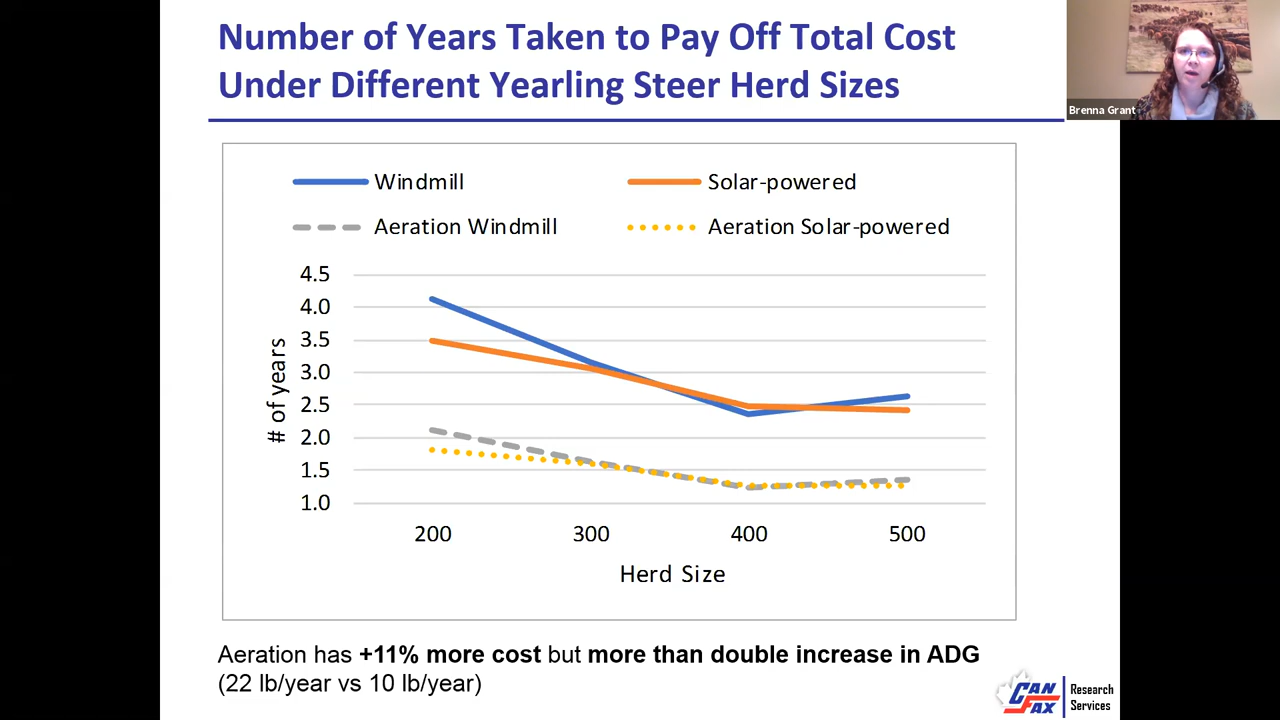 Number of Years Taken to Pay Off Total Cost
Under Different Yearling Steer Herd Sizes
Brenna Grant
Windmill
Solar-powered
Aeration Windmill
Aeration Solar-powered
4.5
4.0
3.5
3.0
2.5
2.0
1.5
1.0
# of years
200 300 400 500
Herd Size
Aeration has +11% more cost but more than double increase in ADG
(22 lb/year vs 10 lb/year)
CAN FAX
Research
Services